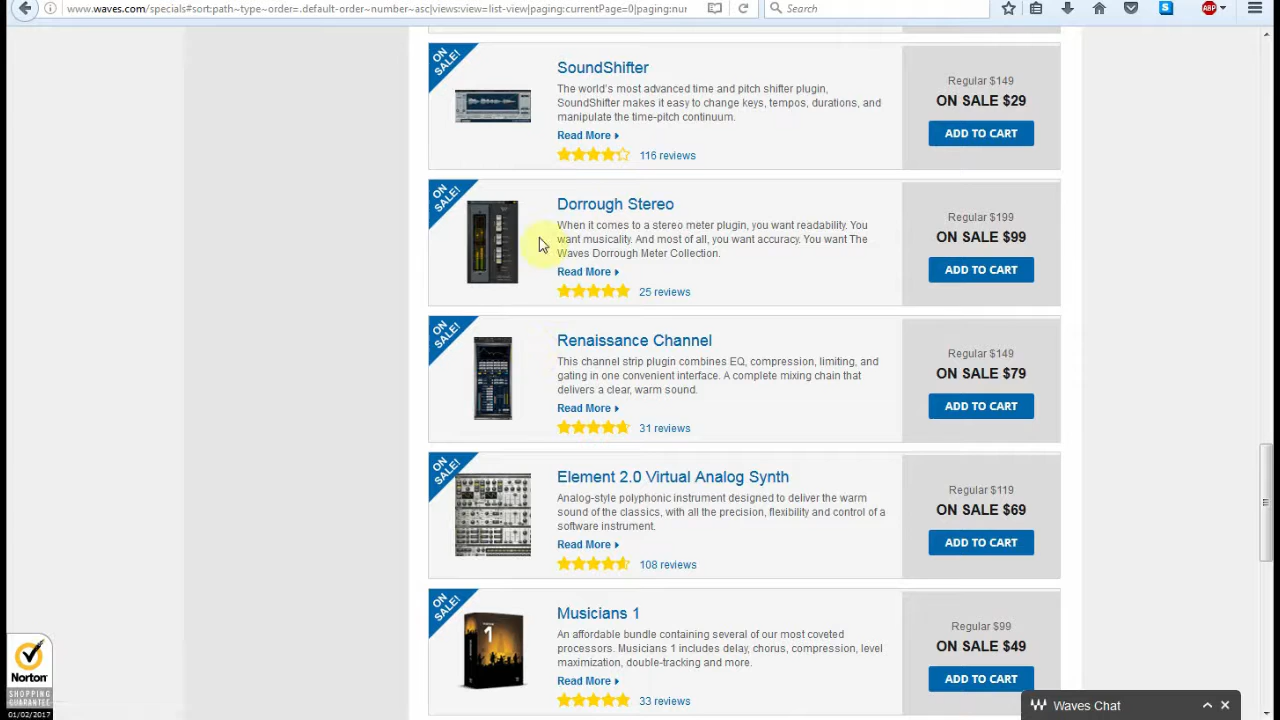 www.waves.com/specials#sort:path~type~order=.default-order~number~asc|views:view=list-view|paging:currentPage=0|paging:nur
Search
S
ABP
ON SALE!
SoundShifter
The world's most advanced time and pitch shifter plugin,
SoundShifter makes it easy to change keys, tempos, durations, and
manipulate the time-pitch continuum.
Read More
116 reviews
Regular $149
ON SALE $29
ADD TO CART
ON SALE!
Dorrough Stereo
When it comes to a stereo meter plugin, you want readability. You
want musicality. And most of all, you want accuracy. You want The
Waves Dorrough Meter Collection.
Read More
25 reviews
Regular $199
ON SALE $99
ADD TO CART
ON SALE!
Renaissance Channel
This channel strip plugin combines EQ, compression, limiting, and
gating in one convenient interface. A complete mixing chain that
delivers a clear, warm sound.
Read More
31 reviews
Regular $149
ON SALE $79
ADD TO CART
ON SALE!
Element 2.0 Virtual Analog Synth
Analog-style polyphonic instrument designed to deliver the warm
sound of the classics, with all the precision, flexibility and control of a
software instrument.
Read More
108 reviews
Regular $119
ON SALE $69
ADD TO CART
ON SALE!
1
Musicians 1
An affordable bundle containing several of our most coveted
processors. Musicians 1 includes delay, chorus, compression, level
maximization, double-tracking and more.
Read More
33 reviews
Regular $99
ON SALE $49
ADD TO CART
Norton
SHOPPING
GUARANTEE
01/02/2017
Waves Chat